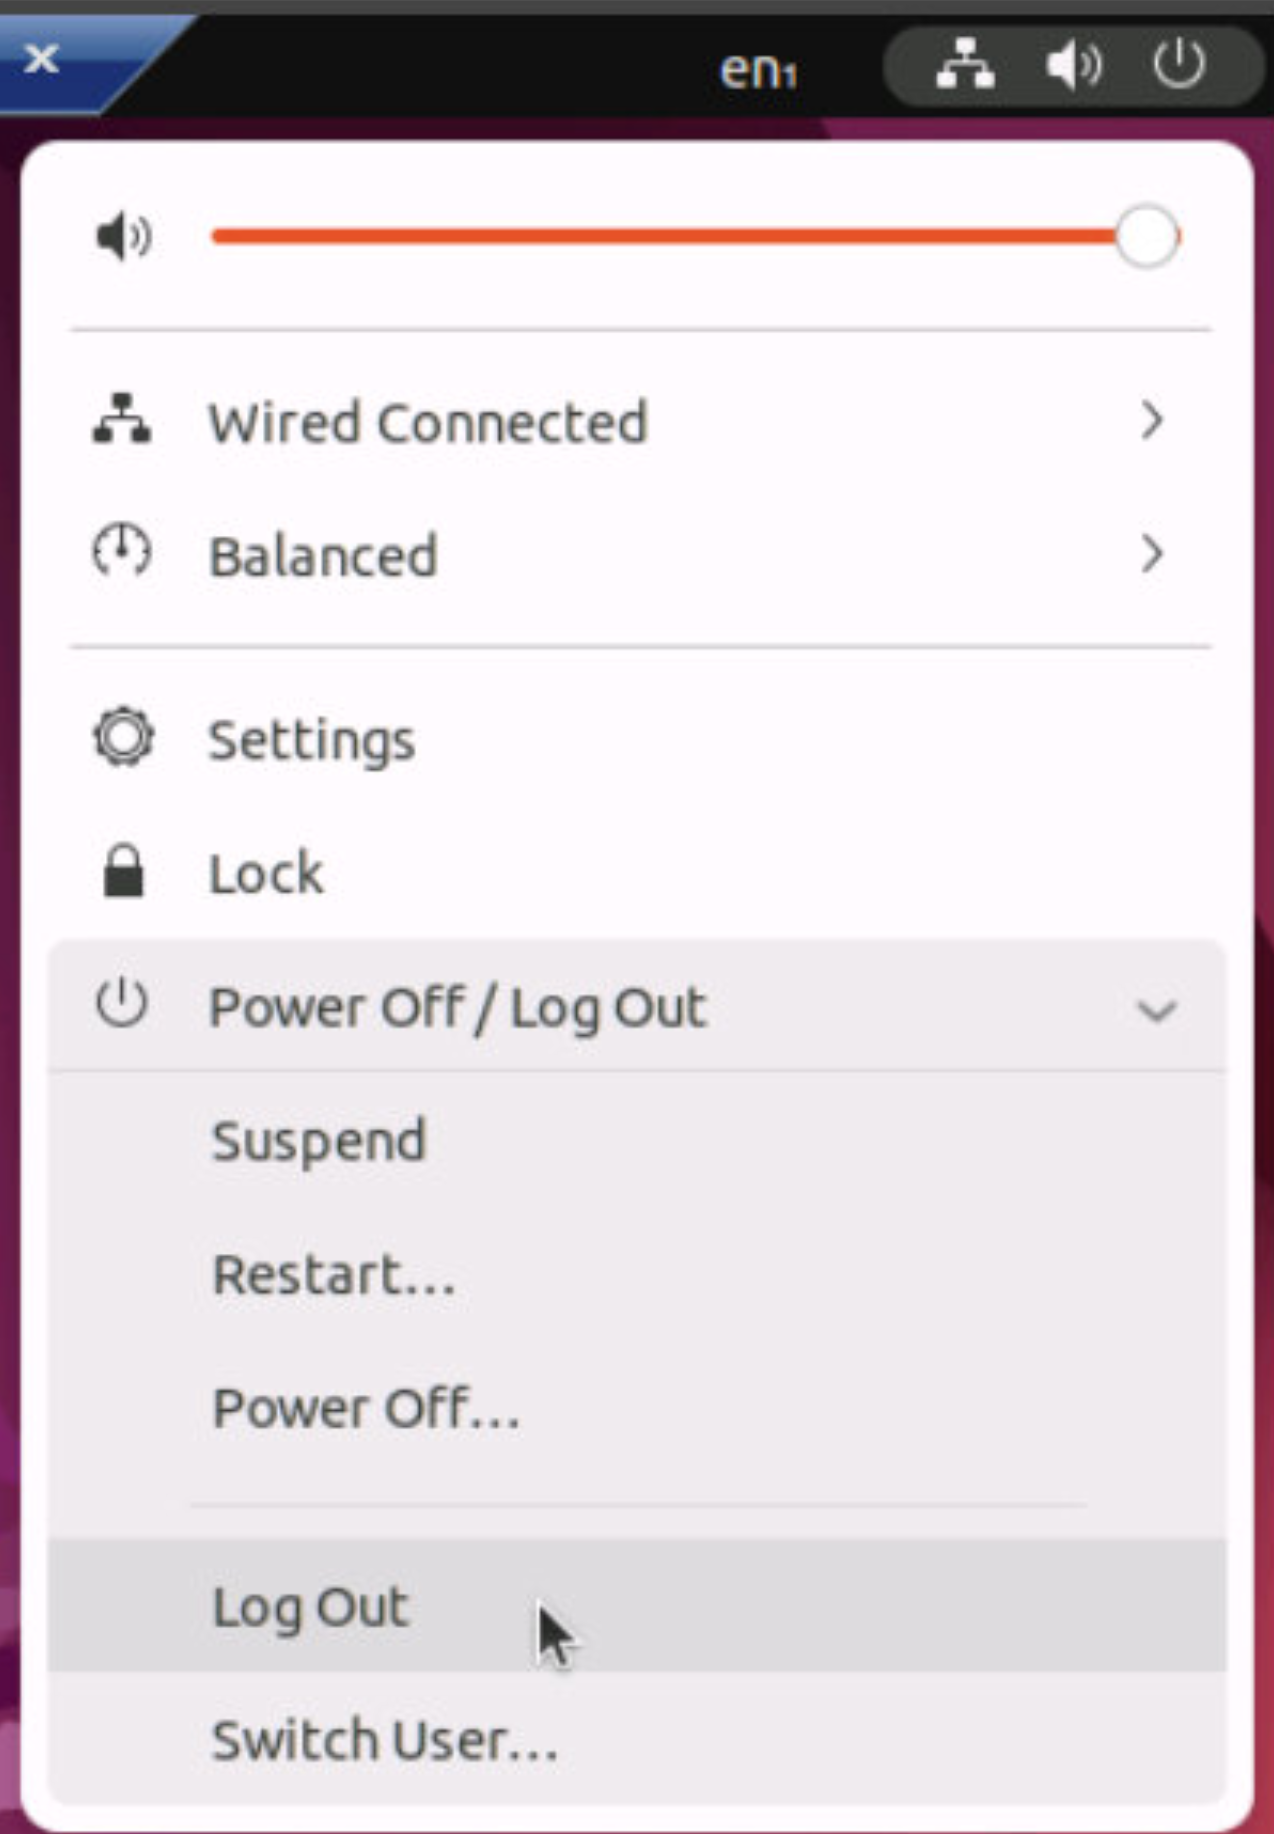 en₁
Wired Connected
Balanced
Settings
Lock
Power Off / Log Out
Suspend
Restart...
Power Off...
Log Out
Switch User...